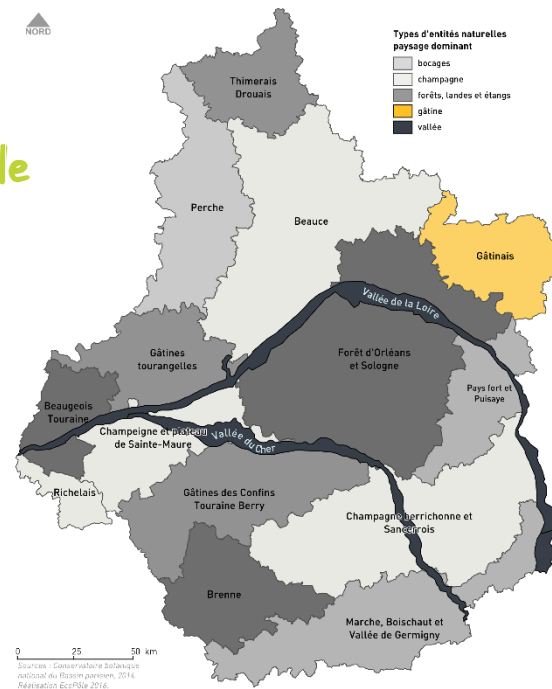 NORD
Types d'entités naturelles
paysage dominant
bocages
champagne
forêts, landes et étangs
gâtine
vallée
le
Thimerais
Drouais
Perche
Beauce
Gâtinais
Vallée de la Loire
Gâtines
tourangelles
Forêt d'Orléans
et Sologne
Pays fort et
Puisaye
Beaugeois
Touraine
Champeigne et plateau
de Sainte-Maure
Vallée du Cher
Richelais
Gâtines des Confins
Touraine Berry
Champagne berrichonne et
Sancerrois
Brenne
Marche, Boischaut et
Vallée de Germigny
0 25 50 km
Sources : Conservatoire botanique
national du Bassin parisien, 2014.
Réalisation EcoPôle 2016.